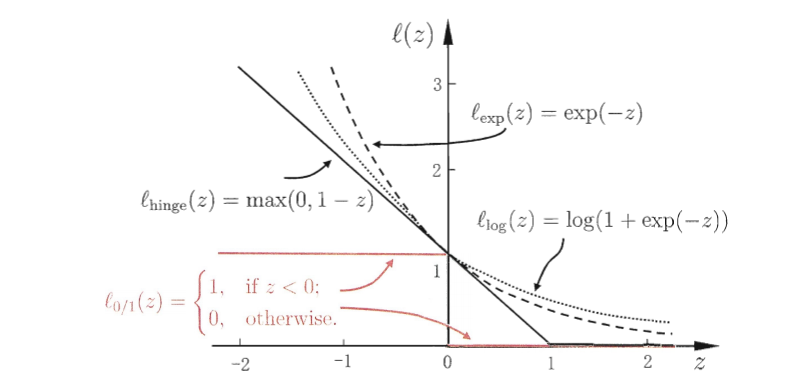 ℓ(z)
3
ℓ_exp(z) = exp(−z)
2
ℓ_hinge(z) = max(0, 1 − z)
ℓ_log(z) = log(1 + exp(−z))
1
ℓ_0/1(z) = { 1, if z < 0;
0, otherwise.
-2 -1 0 1 2 z